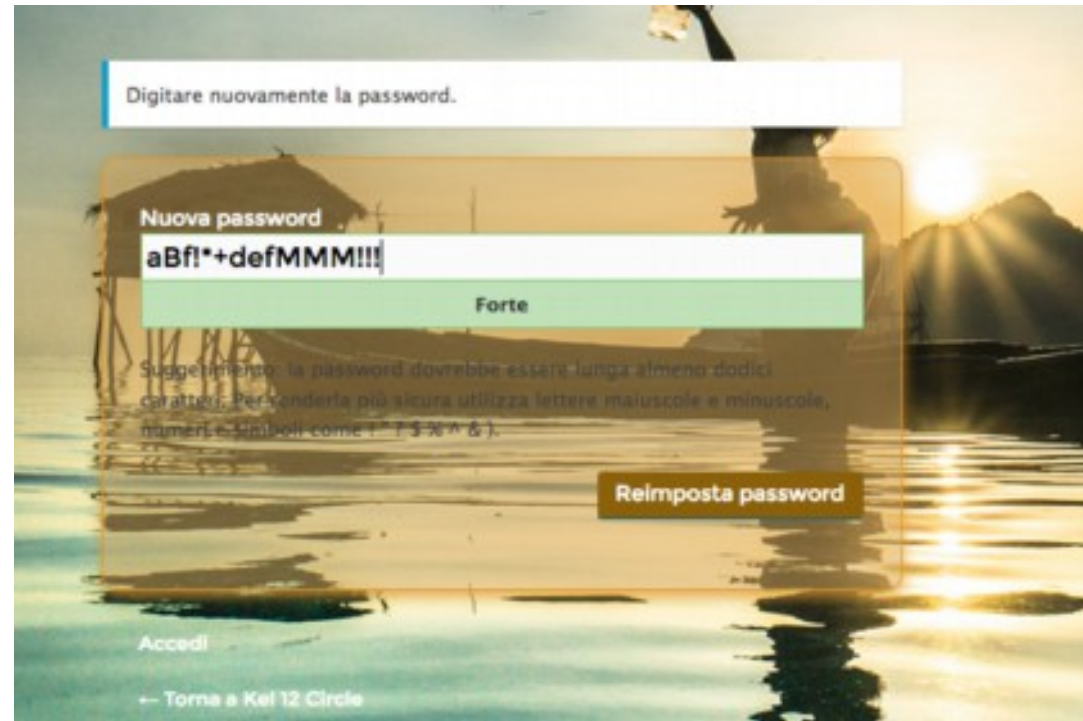 Digitare nuovamente la password.
Nuova password
aBf!*+defMMM!!!
Forte
Suggerimento: la password dovrebbe essere lunga almeno dodici
caratteri. Per renderla più sicura utilizza lettere maiuscole e minuscole,
numeri e simboli come ! " ? $ % ^ & ).
Reimposta password
Accedi
← Torna a Kel 12 Circle